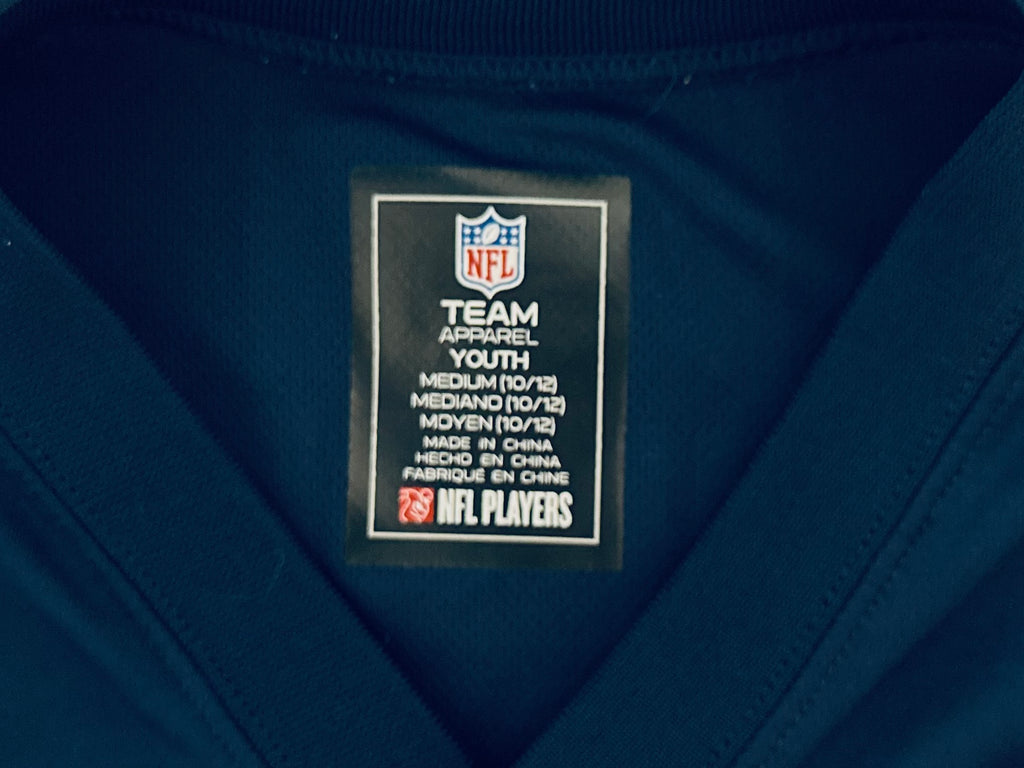 NFL
TEAM
APPAREL
YOUTH
MEDIUM (10/12)
MEDIANO (10/12)
MOYEN (10/12)
MADE IN CHINA
HECHO EN CHINA
FABRIQUÉ EN CHINE
NFL PLAYERS